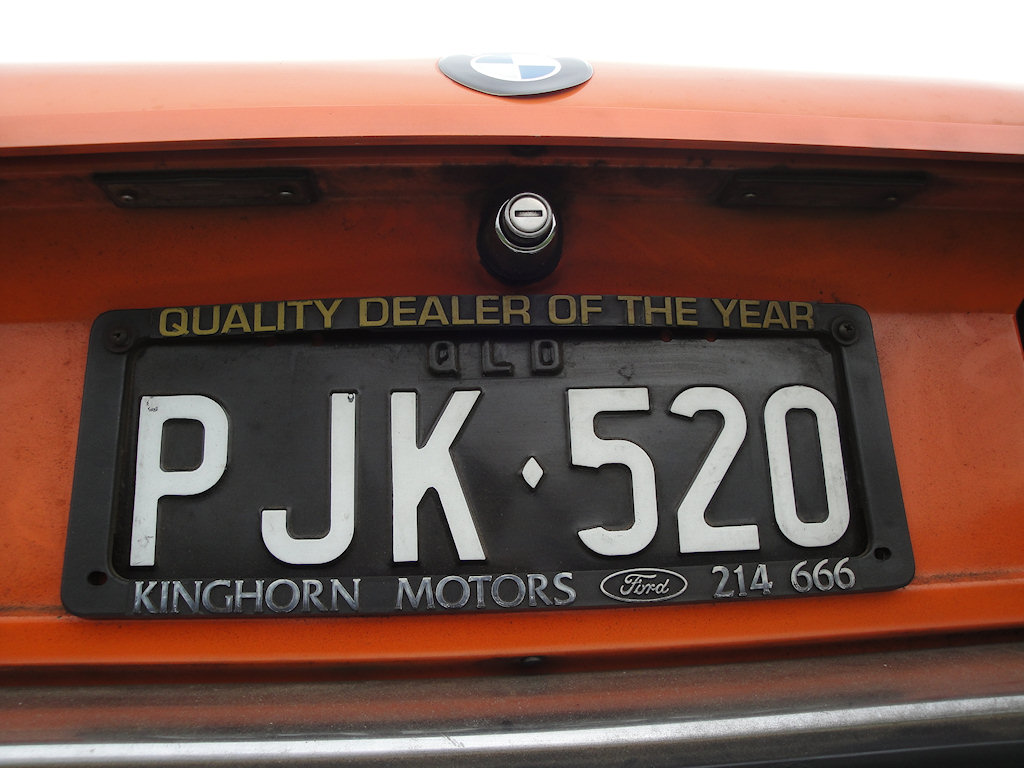 QUALITY DEALER OF THE YEAR
QLD
PJK·520
KINGHORN MOTORS Ford 214 666